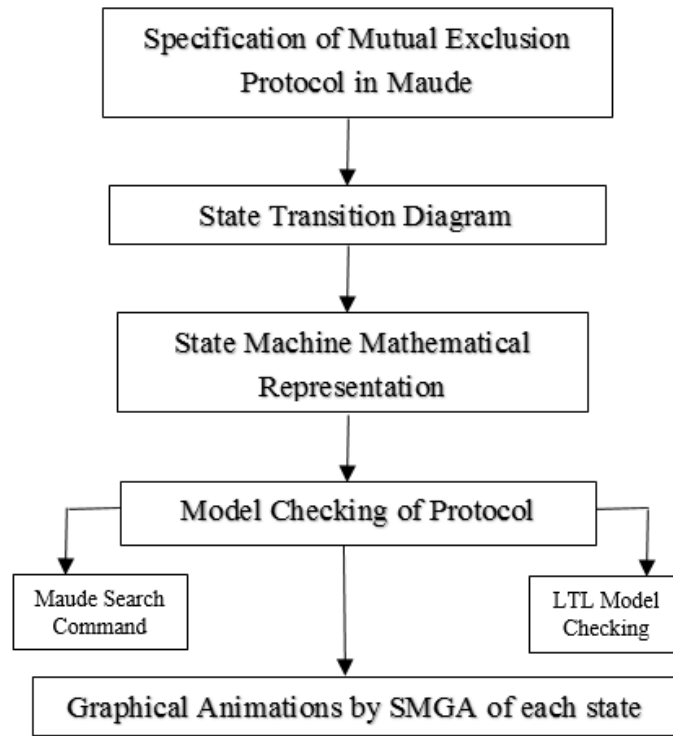 Specification of Mutual Exclusion
Protocol in Maude
State Transition Diagram
State Machine Mathematical
Representation
Model Checking of Protocol
Maude Search
Command
LTL Model
Checking
Graphical Animations by SMGA of each state